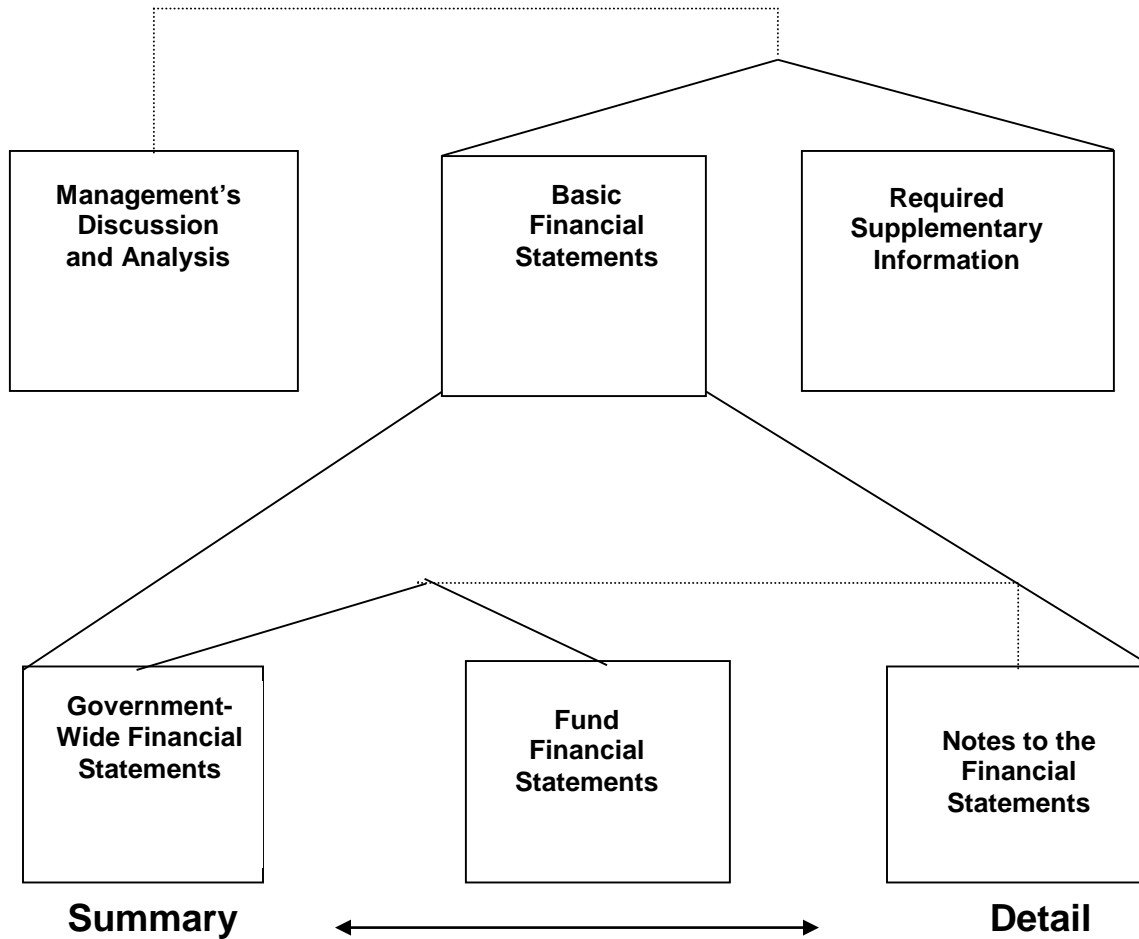 Management’s
Discussion
and Analysis
Basic
Financial
Statements
Required
Supplementary
Information
Government-
Wide Financial
Statements
Fund
Financial
Statements
Notes to the
Financial
Statements
Summary
Detail